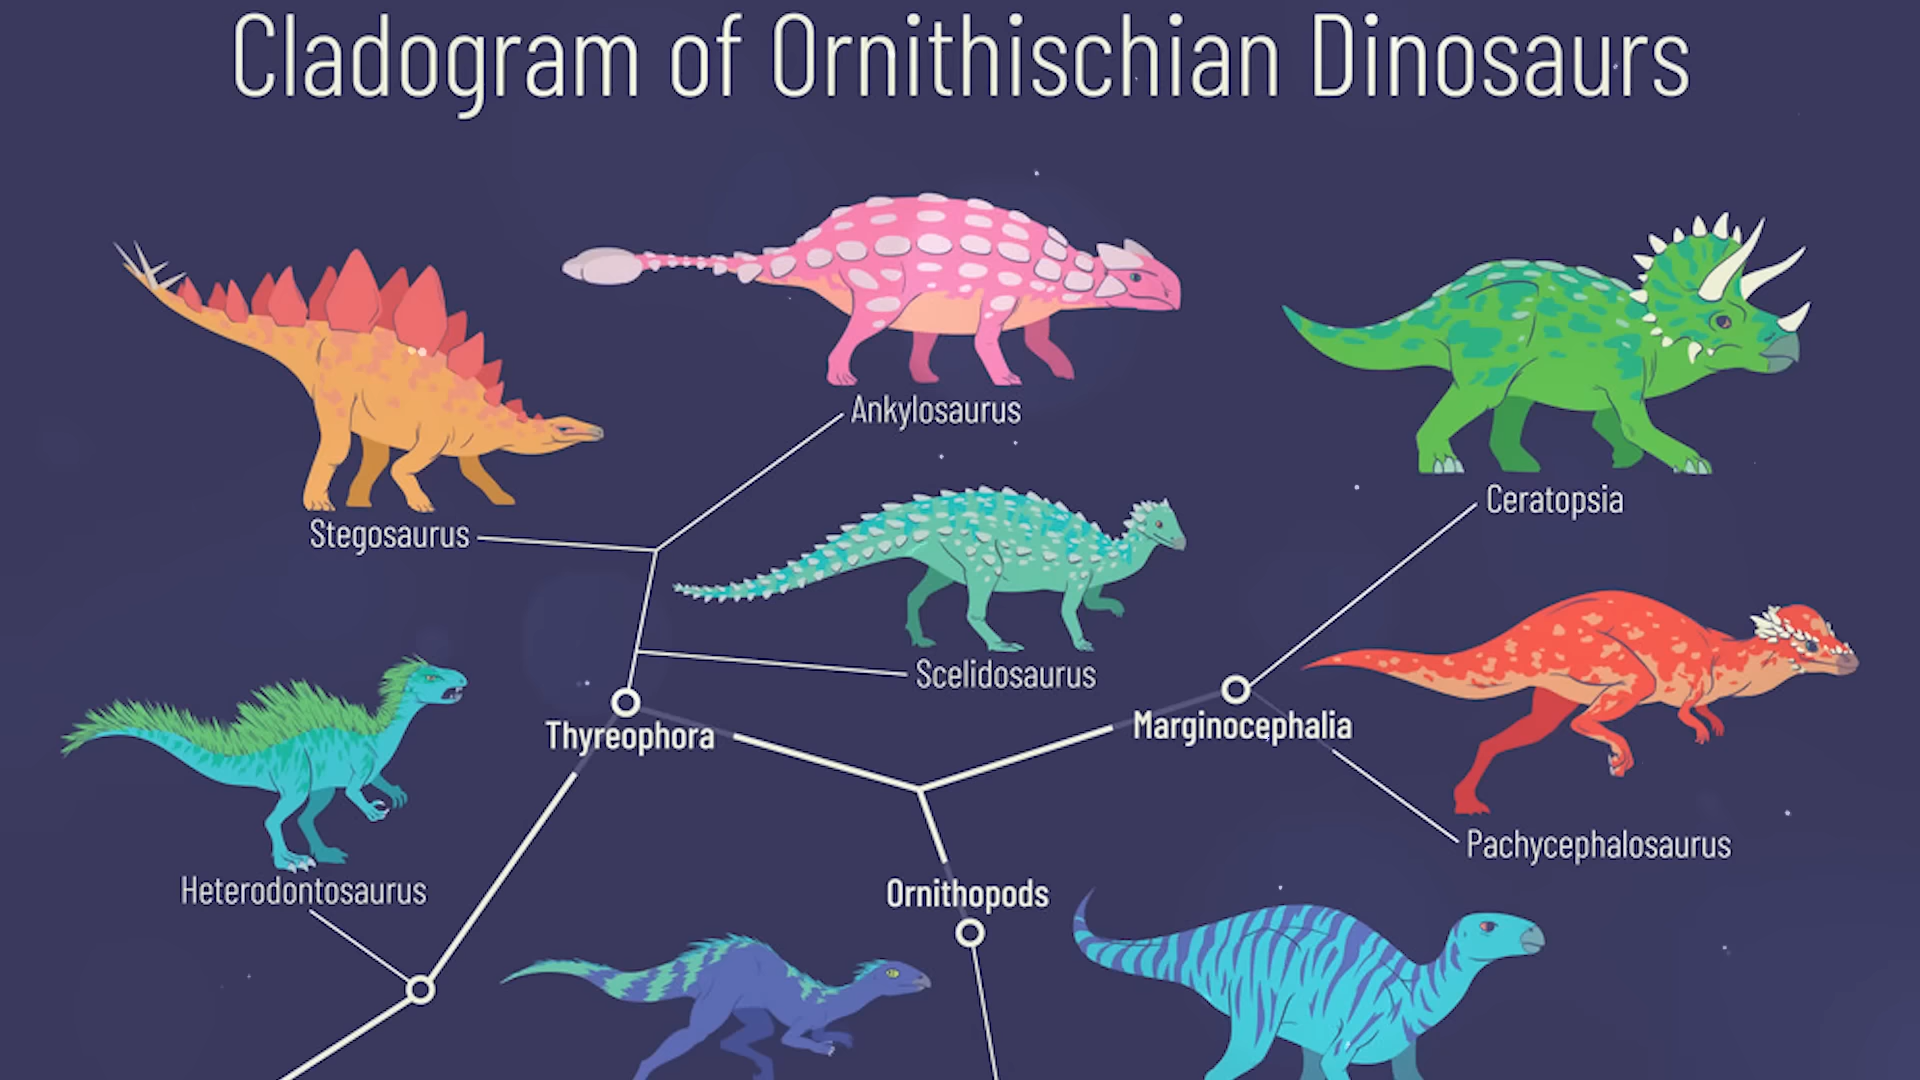 Cladogram of Ornithischian Dinosaurs
Ankylosaurus
Ceratopsia
Stegosaurus
Scelidosaurus
Thyreophora
Marginocephalia
Pachycephalosaurus
Heterodontosaurus
Ornithopods